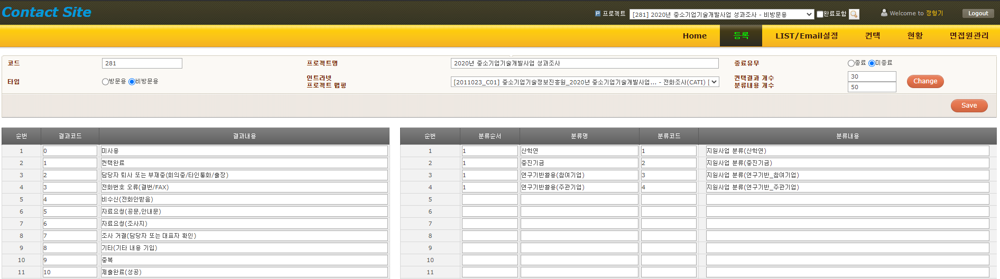 Contact Site
프로젝트 [281] 2020년 중소기업기술개발사업 성과조사 - 비방문용 완료포함 Welcome to 정형기 Logout
Home 등록 LIST/Email설정 컨택 현황 면접원관리
코드 281 프로젝트명 2020년 중소기업기술개발사업 성과조사 종료유무 종료 미종료
타입 방문용 비방문용 인트라넷 프로젝트 맵핑 [2011023_C01] 중소기업기술정보진흥원_2020년 중소기업기술개발사업... - 전화조사(CATI) [ 컨택결과 개수 30
분류내용 개수 50 Change
Save
순번 결과코드 결과내용 순번 분류순서 분류명 분류코드 분류내용
1 0 미사용 1 1 산학연 1 지원사업 분류(산학연)
2 1 컨택완료 2 1 중진기금 2 지원사업 분류(중진기금)
3 2 담당자 퇴사 또는 부재중(회의중/타인통화/출장) 3 1 연구기반활용(참여기업) 3 지원사업 분류(연구기반_참여기업)
4 3 전화번호 오류(결번/FAX) 4 1 연구기반활용(주관기업) 4 지원사업 분류(연구기반_주관기업)
5 4 비수신(전화안받음) 5
6 5 자료요청(공문,안내문) 6
7 6 자료요청(조사지) 7
8 7 조사 거절(담당자 또는 대표자 확인) 8
9 8 기타(기타 내용 기입) 9
10 9 중복 10
11 10 제출완료(성공) 11